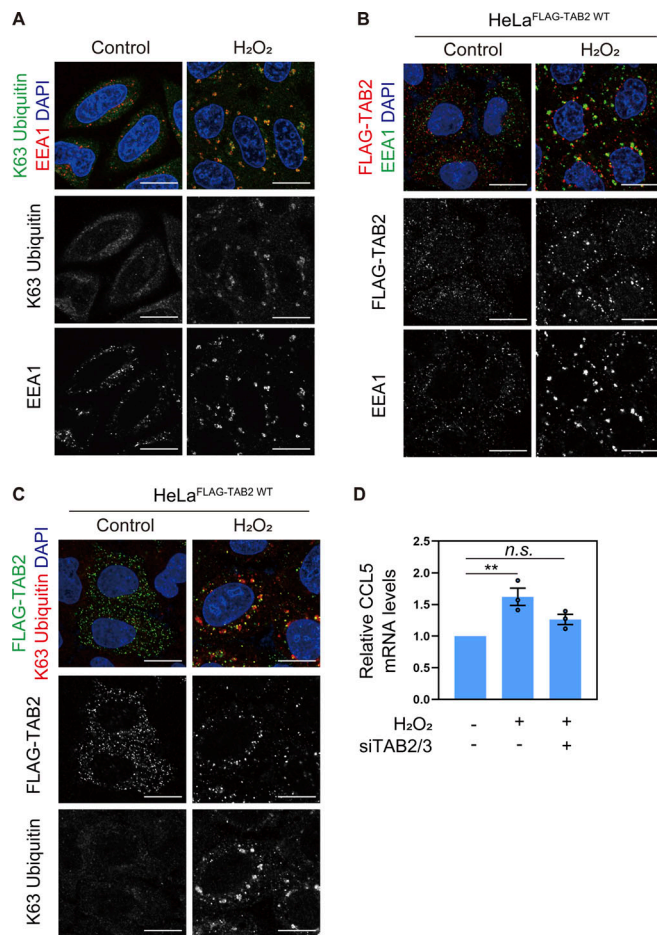 A
Control H₂O₂
K63 Ubiquitin
EEA1 DAPI
K63 Ubiquitin
EEA1
B
HeLaFLAG-TAB2 WT
Control H₂O₂
FLAG-TAB2
EEA1 DAPI
FLAG-TAB2
EEA1
C
HeLaFLAG-TAB2 WT
Control H₂O₂
FLAG-TAB2
K63 Ubiquitin DAPI
FLAG-TAB2
K63 Ubiquitin
D
Relative CCL5
mRNA levels
2.5
2.0
1.5
1.0
0.5
0.0
n.s.
**
H₂O₂ - + +
siTAB2/3 - - +